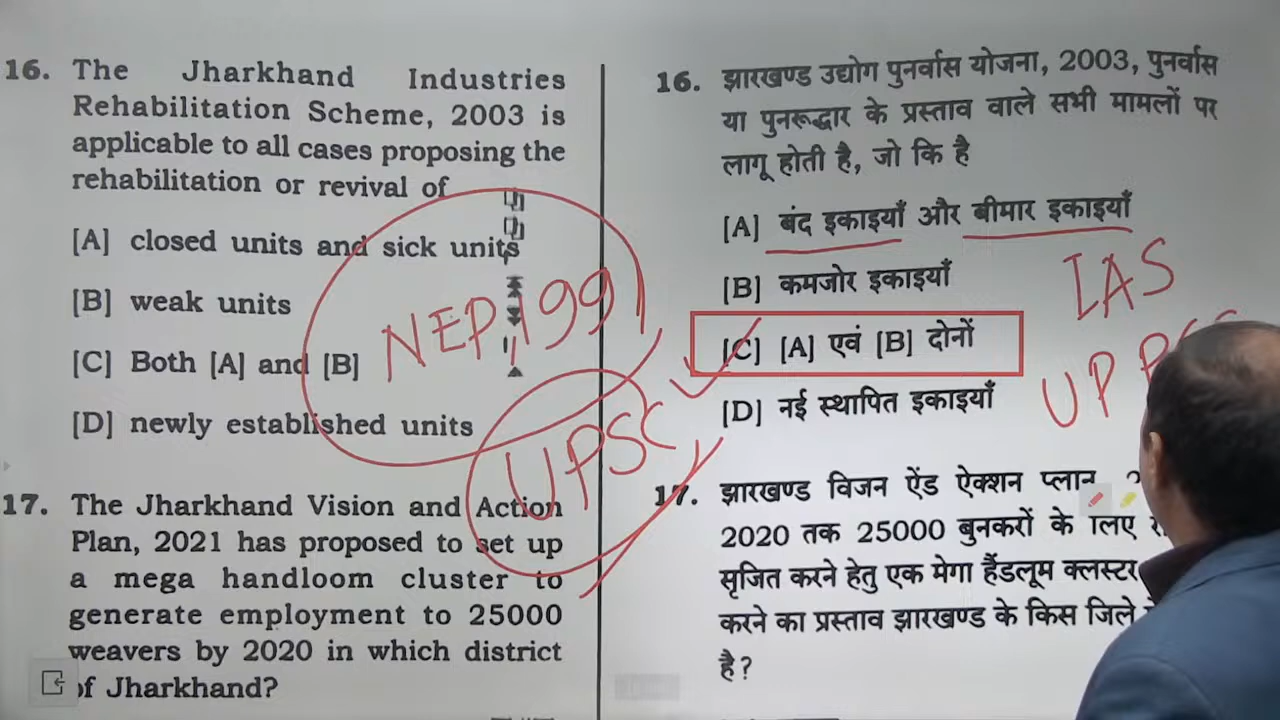 16. The Jharkhand Industries
Rehabilitation Scheme, 2003 is
applicable to all cases proposing the
rehabilitation or revival of
[A] closed units and sick units
[B] weak units
[C] Both [A] and [B]
[D] newly established units
NEP, 1991
UPSC
17. The Jharkhand Vision and Action
Plan, 2021 has proposed to set up
a mega handloom cluster to
generate employment to 25000
weavers by 2020 in which district
of Jharkhand?
16. झारखण्ड उद्योग पुनर्वास योजना, 2003, पुनर्वास
या पुनरूद्धार के प्रस्ताव वाले सभी मामलों पर
लागू होती है, जो कि है
[A] बंद इकाइयाँ और बीमार इकाइयाँ
[B] कमजोर इकाइयाँ
[C] [A] एवं [B] दोनों
[D] नई स्थापित इकाइयाँ
IAS
UP
17. झारखण्ड विजन ऐंड ऐक्शन प्लान
2020 तक 25000 बुनकरों के लिए
सृजित करने हेतु एक मेगा हैंडलूम क्लस्टर
करने का प्रस्ताव झारखण्ड के किस जिले
है?